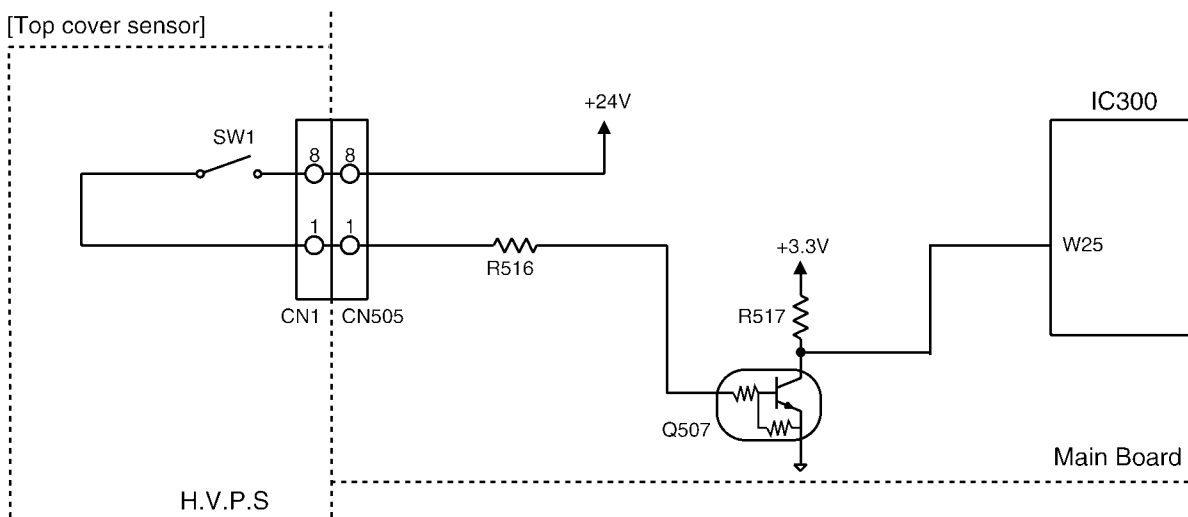 [Top cover sensor]
+24V
IC300
SW1
8 8
1 1
+3.3V
W25
R516
CN1 CN505
R517
Q507
Main Board
H.V.P.S